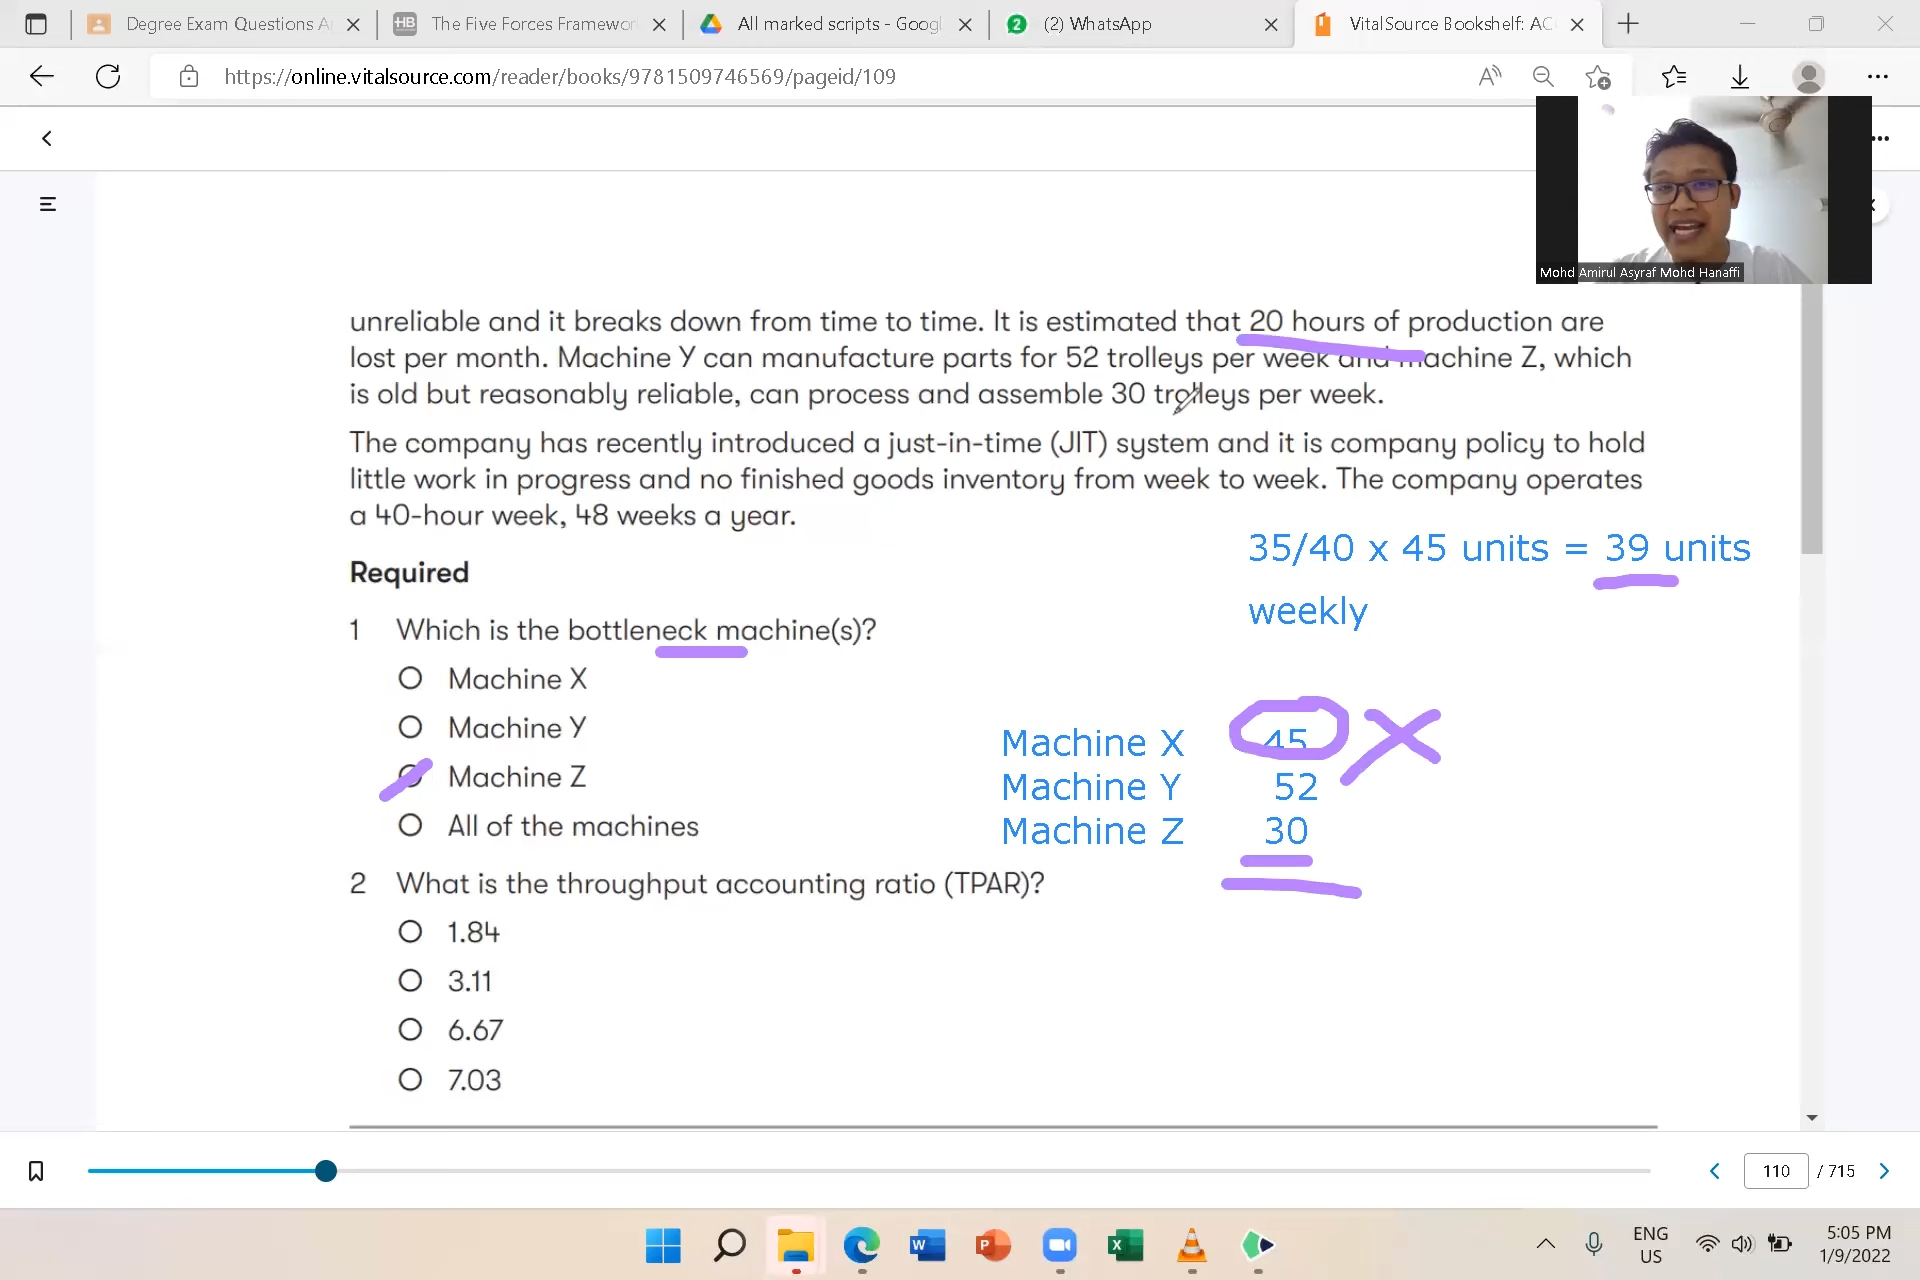 Degree Exam Questions A
HB
The Five Forces Framewor
All marked scripts - Googl
2
(2) WhatsApp
VitalSource Bookshelf: AC
https://online.vitalsource.com/reader/books/9781509746569/pageid/109
Mohd Amirul Asyraf Mohd Hanaffi
unreliable and it breaks down from time to time. It is estimated that 20 hours of production are
lost per month. Machine Y can manufacture parts for 52 trolleys per week and machine Z, which
is old but reasonably reliable, can process and assemble 30 trolleys per week.
The company has recently introduced a just-in-time (JIT) system and it is company policy to hold
little work in progress and no finished goods inventory from week to week. The company operates
a 40-hour week, 48 weeks a year.
35/40 x 45 units = 39 units
weekly
Required
1 Which is the bottleneck machine(s)?
Machine X
Machine Y
Machine Z
All of the machines
Machine X 45
Machine Y 52
Machine Z 30
2 What is the throughput accounting ratio (TPAR)?
1.84
3.11
6.67
7.03
110 / 715
W
P
X
ENG
US
5:05 PM
1/9/2022